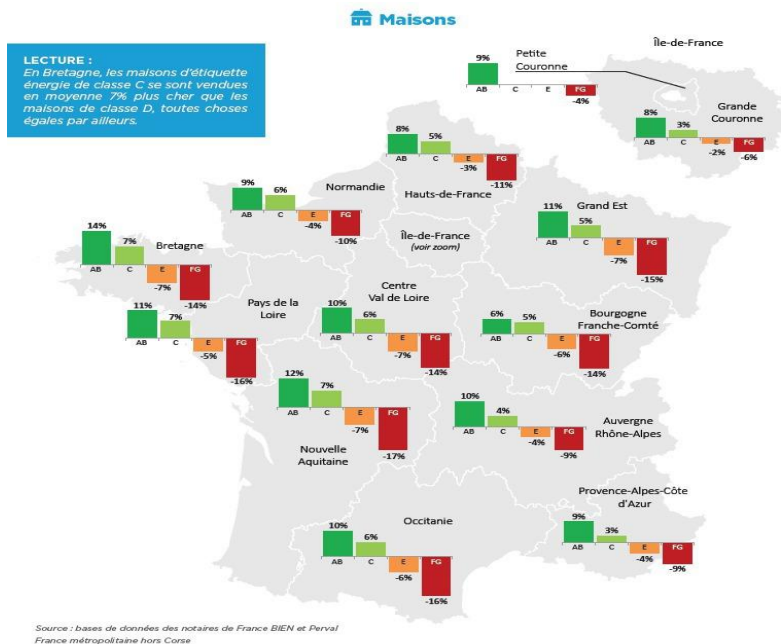 Maisons
LECTURE :
En Bretagne, les maisons d'étiquette
énergie de classe C se sont vendues
en moyenne 7% plus cher que les
maisons de classe D, toutes choses
égales par ailleurs.
Île-de-France
Petite
Couronne
9%
AB C E FG
-4%
Grande
Couronne
8% 3%
AB C E FG
-2% -6%
Hauts-de-France
8% 5%
AB C E FG
-3% -11%
Normandie
9% 6%
AB C E FG
-4% -10%
Grand Est
11% 5%
AB C E FG
-7% -15%
Île-de-France
(voir zoom)
Bretagne
14% 7%
AB C E FG
-7% -14%
Pays de la
Loire
11% 7%
AB C E FG
-5% -16%
Centre
Val de Loire
10% 6%
AB C E FG
-7% -14%
Bourgogne
Franche-Comté
6% 5%
AB C E FG
-6% -14%
Nouvelle
Aquitaine
12% 7%
AB C E FG
-7% -17%
Auvergne
Rhône-Alpes
10% 4%
AB C E FG
-4% -9%
Occitanie
10% 6%
AB C E FG
-6% -16%
Provence-Alpes-Côte
d'Azur
9% 3%
AB C E FG
-4% -9%
Source : bases de données des notaires de France BIEN et Perval
France métropolitaine hors Corse